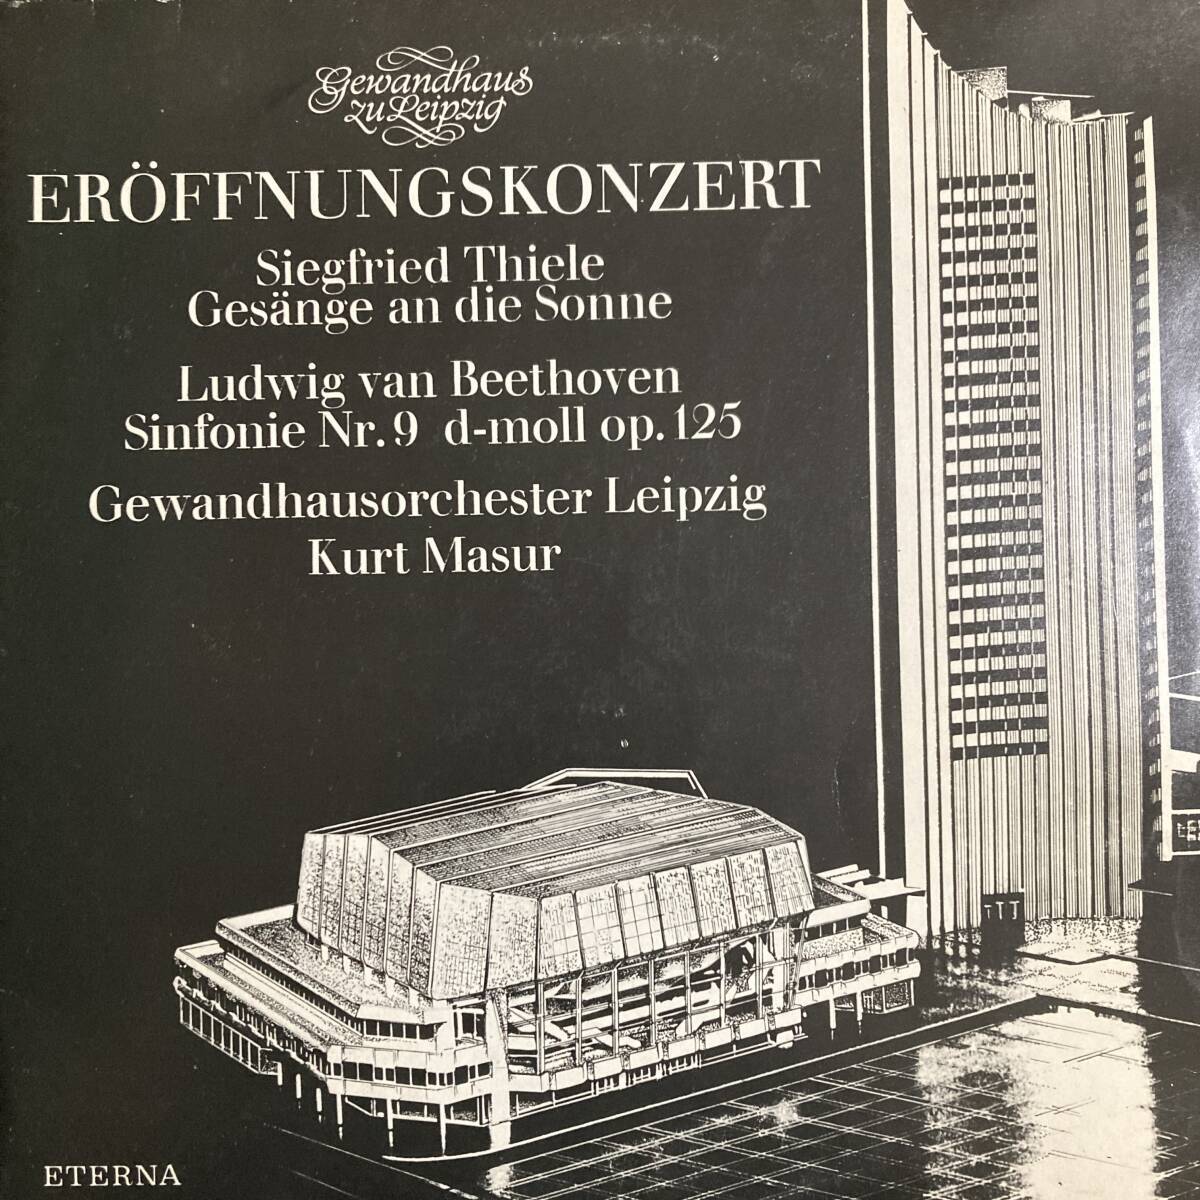 Gewandhaus
zu Leipzig
ERÖFFNUNGSKONZERT
Siegfried Thiele
Gesänge an die Sonne
Ludwig van Beethoven
Sinfonie Nr. 9 d-moll op. 125
Gewandhausorchester Leipzig
Kurt Masur
ETERNA